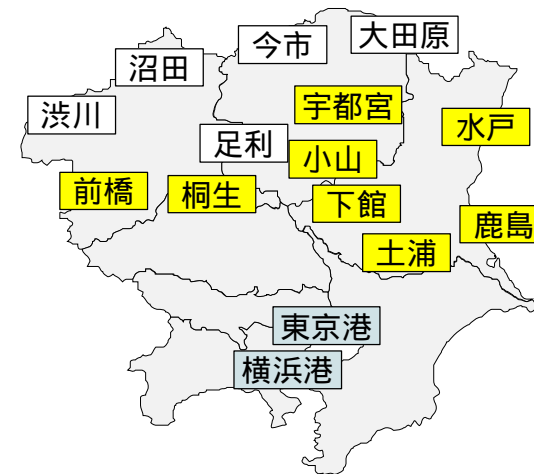 大田原
今市
沼田
宇都宮
渋川
水戸
足利
小山
前橋
桐生
下館
鹿島
土浦
東京港
横浜港